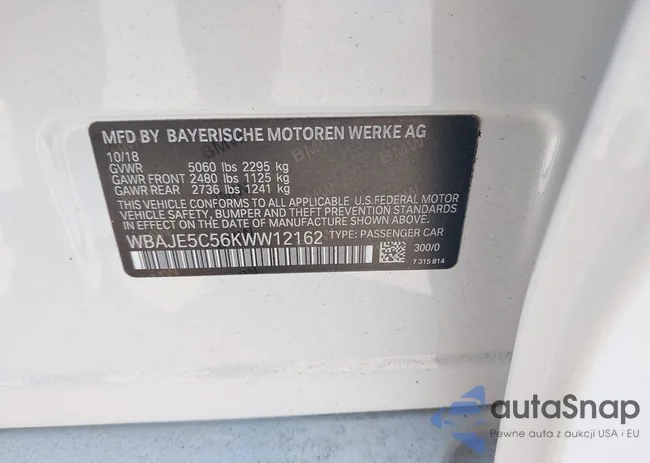 MFD BY BAYERISCHE MOTOREN WERKE AG
10/18
GVWR 5060 lbs 2295 kg
GAWR FRONT 2480 lbs 1125 kg
GAWR REAR 2736 lbs 1241 kg
THIS VEHICLE CONFORMS TO ALL APPLICABLE U.S.FEDERAL MOTOR
VEHICLE SAFETY, BUMPER AND THEFT PREVENTION STANDARDS
IN EFFECT ON THE DATE OF MANUFACTURE SHOWN ABOVE.
WBAJE5C56KWW12162 TYPE: PASSENGER CAR
300/0
7 315 814
autaSnap
Pewne auta z aukcji USA i EU